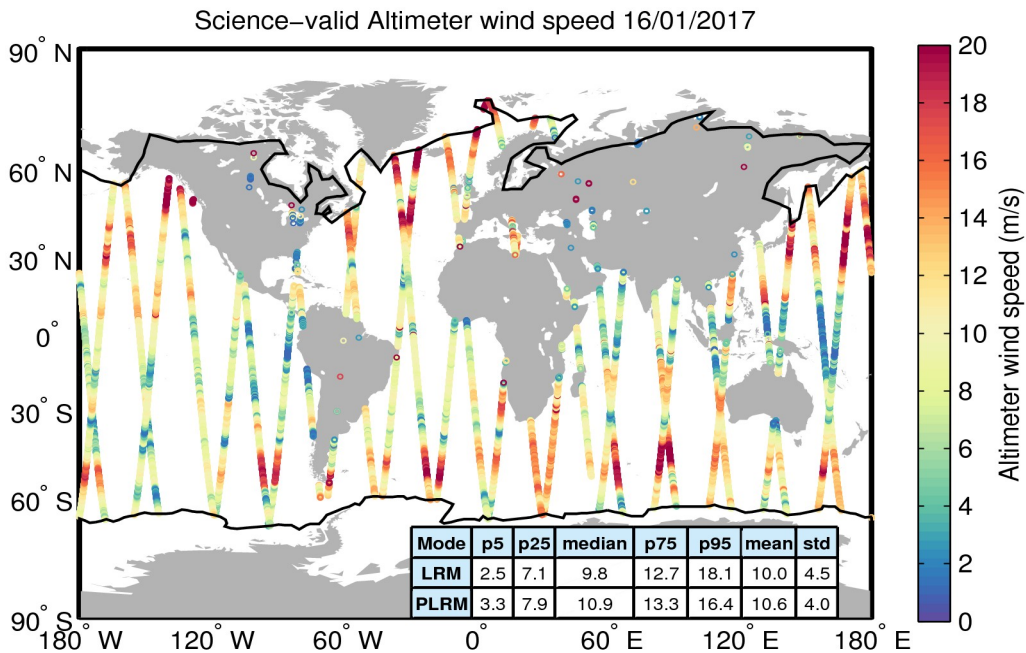 Science−valid Altimeter wind speed 16/01/2017
90° N
60° N
30° N
0°
30° S
60° S
90° S
180° W
120° W
60° W
0°
60° E
120° E
180° E
Mode p5 p25 median p75 p95 mean std
LRM 2.5 7.1 9.8 12.7 18.1 10.0 4.5
PLRM 3.3 7.9 10.9 13.3 16.4 10.6 4.0
20
18
16
14
12
10
8
6
4
2
0
Altimeter wind speed (m/s)